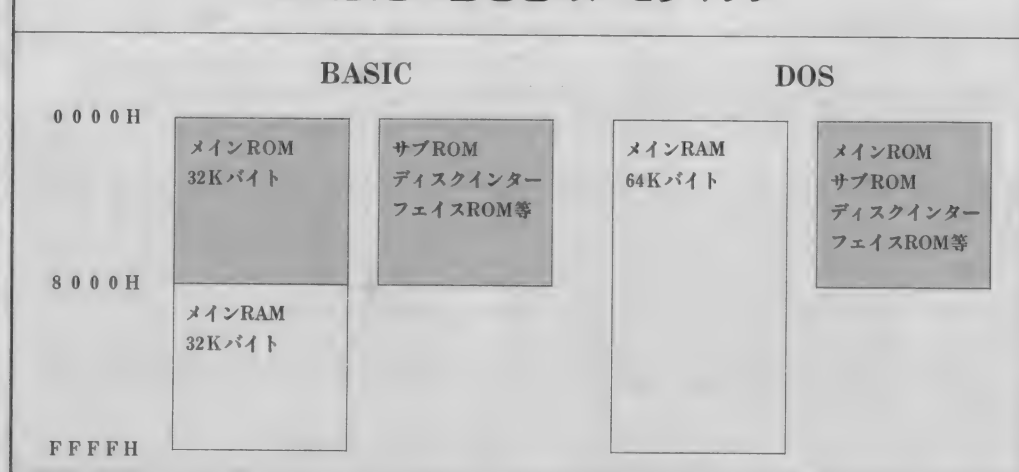 BASIC
DOS
0000H
メインROM
32Kバイト
サブROM
ディスクインター
フェイスROM等
メインRAM
64Kバイト
メインROM
サブROM
ディスクインター
フェイスROM等
8000H
メインRAM
32Kバイト
FFFFH